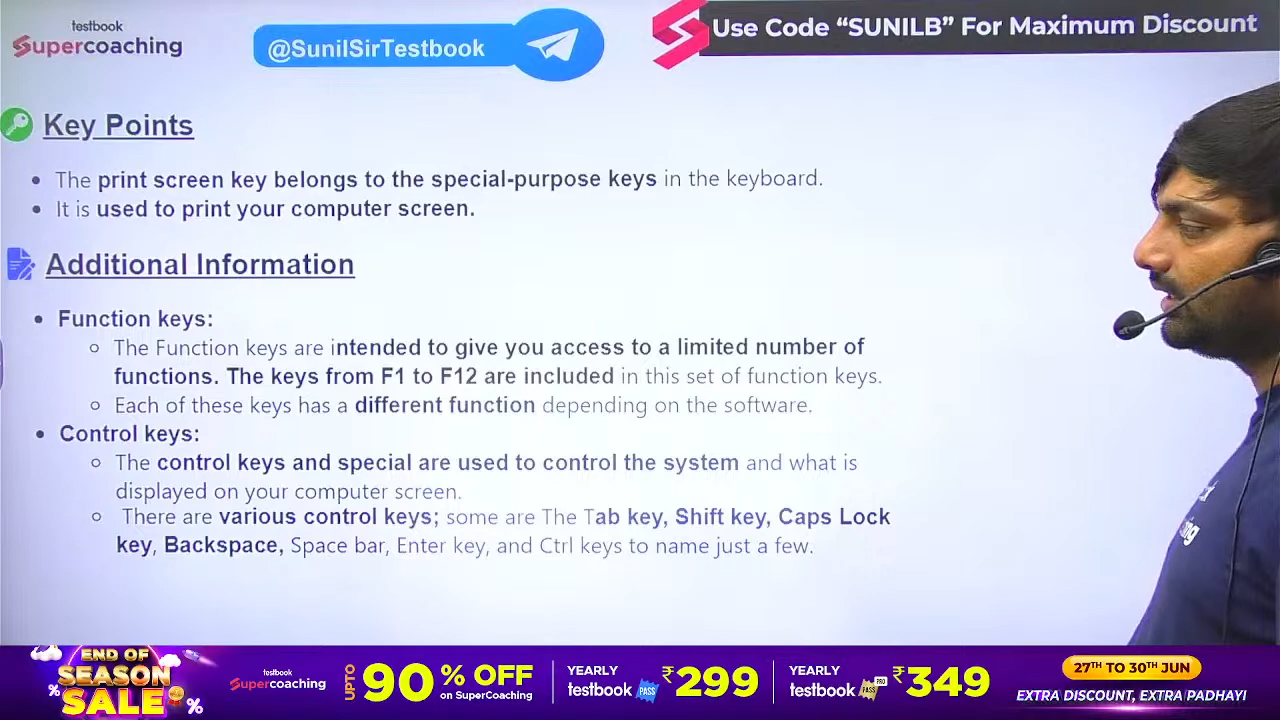 testbook
Supercoaching
@SunilSirTestbook
Use Code “SUNILB” For Maximum Discount
Key Points
• The print screen key belongs to the special-purpose keys in the keyboard.
• It is used to print your computer screen.
Additional Information
• Function keys:
○ The Function keys are intended to give you access to a limited number of
functions. The keys from F1 to F12 are included in this set of function keys.
○ Each of these keys has a different function depending on the software.
• Control keys:
○ The control keys and special are used to control the system and what is
displayed on your computer screen.
○ There are various control keys; some are The Tab key, Shift key, Caps Lock
key, Backspace, Space bar, Enter key, and Ctrl keys to name just a few.
END OF
SEASON
SALE
%
%
testbook
Supercoaching
UPTO
90% OFF
on SuperCoaching
YEARLY
testbook PASS
₹299
YEARLY
testbook PASS PRO
₹349
27TH TO 30TH JUN
EXTRA DISCOUNT, EXTRA PADHAYI